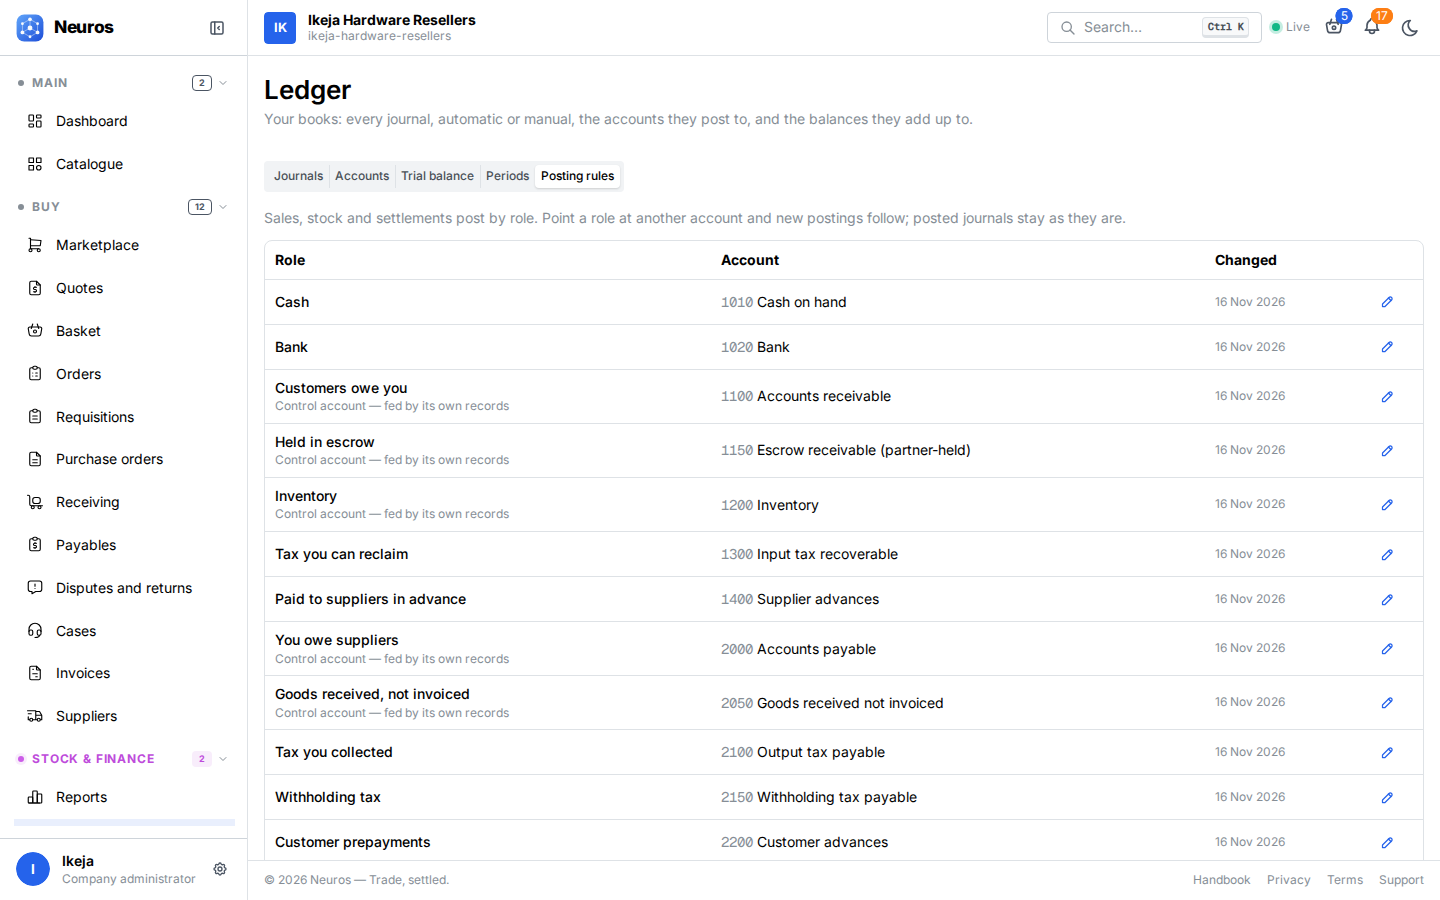 Neuros
IK
Ikeja Hardware Resellers
ikeja-hardware-resellers
Search...
Ctrl K
Live
5
17
MAIN
2
Dashboard
Catalogue
BUY
12
Marketplace
Quotes
Basket
Orders
Requisitions
Purchase orders
Receiving
Payables
Disputes and returns
Cases
Invoices
Suppliers
STOCK & FINANCE
2
Reports
I
Ikeja
Company administrator
Ledger
Your books: every journal, automatic or manual, the accounts they post to, and the balances they add up to.
Journals Accounts Trial balance Periods Posting rules
Sales, stock and settlements post by role. Point a role at another account and new postings follow; posted journals stay as they are.
Role Account Changed
Cash 1010 Cash on hand 16 Nov 2026
Bank 1020 Bank 16 Nov 2026
Customers owe you
Control account — fed by its own records
1100 Accounts receivable 16 Nov 2026
Held in escrow
Control account — fed by its own records
1150 Escrow receivable (partner-held) 16 Nov 2026
Inventory
Control account — fed by its own records
1200 Inventory 16 Nov 2026
Tax you can reclaim 1300 Input tax recoverable 16 Nov 2026
Paid to suppliers in advance 1400 Supplier advances 16 Nov 2026
You owe suppliers
Control account — fed by its own records
2000 Accounts payable 16 Nov 2026
Goods received, not invoiced
Control account — fed by its own records
2050 Goods received not invoiced 16 Nov 2026
Tax you collected 2100 Output tax payable 16 Nov 2026
Withholding tax 2150 Withholding tax payable 16 Nov 2026
Customer prepayments 2200 Customer advances 16 Nov 2026
© 2026 Neuros — Trade, settled.
Handbook Privacy Terms Support